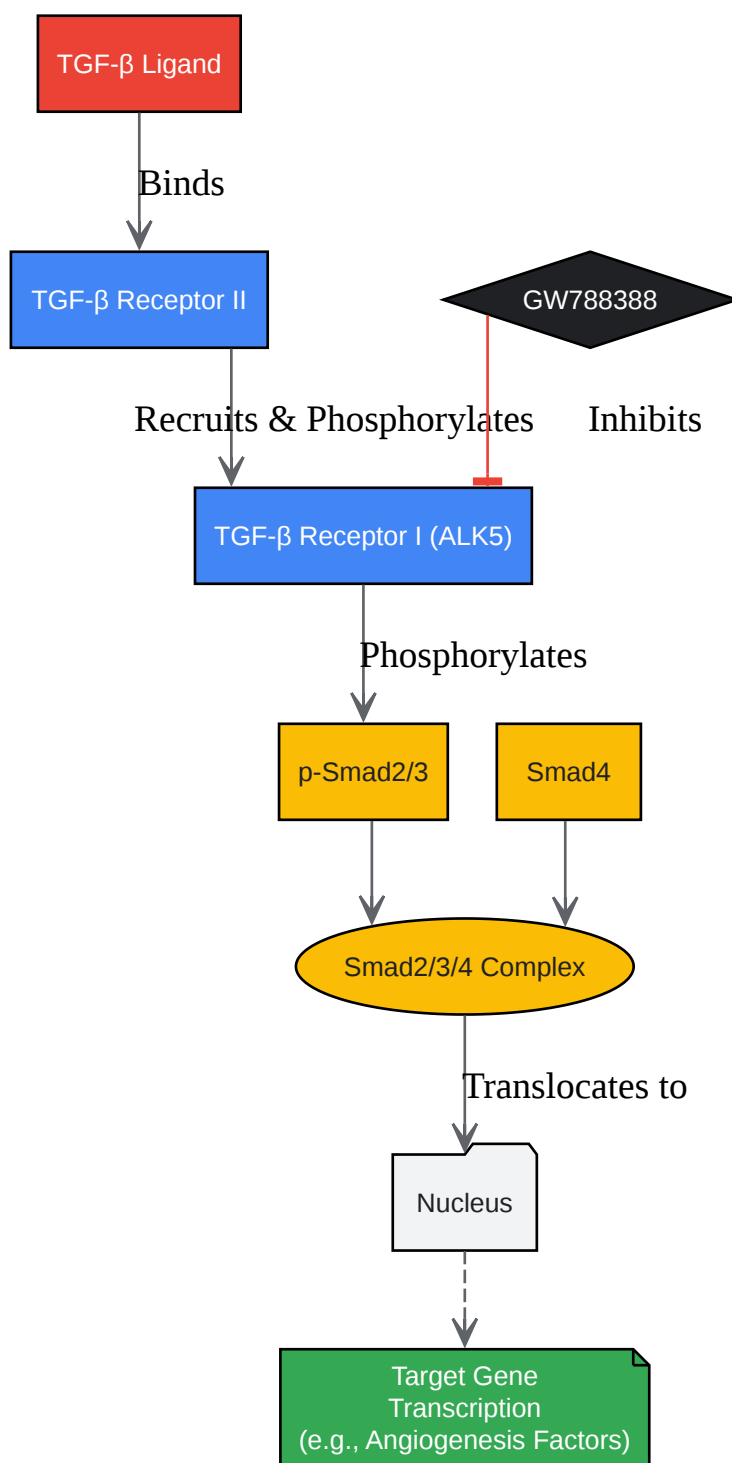 TGF-β Ligand
Binds
TGF-β Receptor II
GW788388
Recruits & Phosphorylates
Inhibits
TGF-β Receptor I (ALK5)
Phosphorylates
p-Smad2/3
Smad4
Smad2/3/4 Complex
Translocates to
Nucleus
Target Gene
Transcription
(e.g., Angiogenesis Factors)